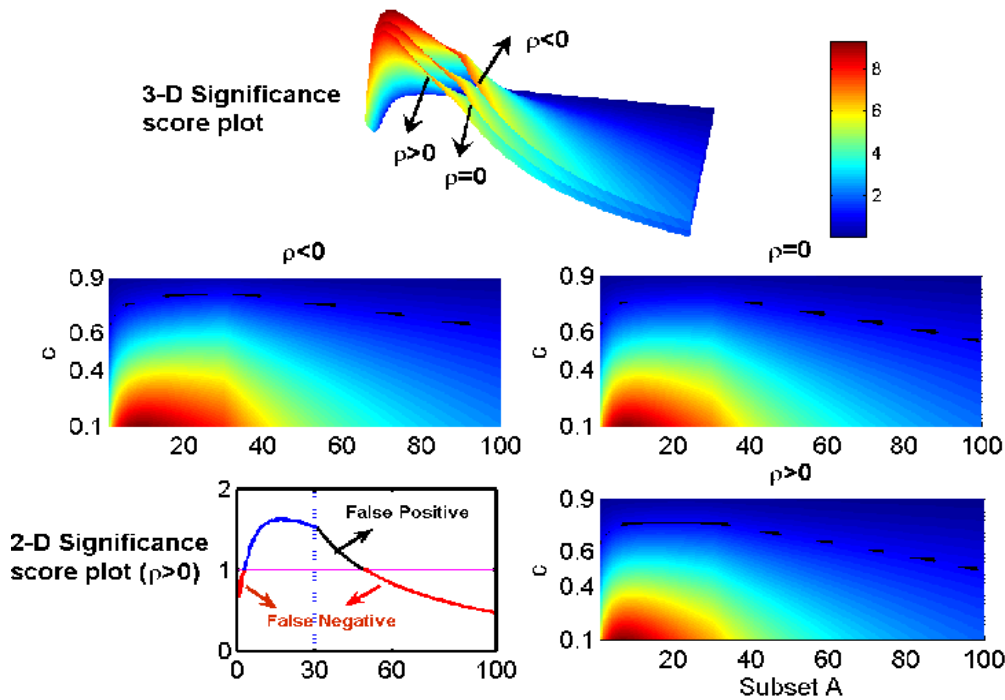 3-D Significance
score plot
ρ<0
ρ>0
ρ=0
8
6
4
2
ρ<0
0.9
0.6
0.4
0.1
c
20
40
60
80
100
ρ=0
0.9
0.6
0.4
0.1
c
20
40
60
80
100
2-D Significance
score plot (ρ>0)
2
1
0
False Positive
False Negative
0
30
60
100
ρ>0
0.9
0.6
0.4
0.1
c
20
40
60
80
100
Subset A